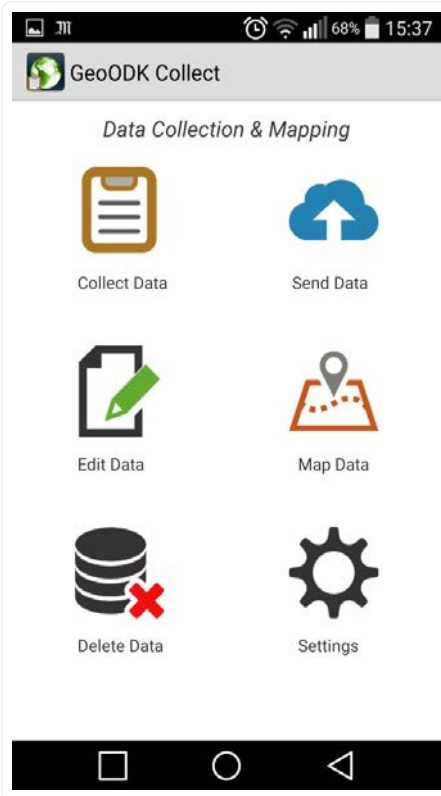 68% 15:37
GeoODK Collect
Data Collection & Mapping
Collect Data Send Data
Edit Data Map Data
Delete Data Settings